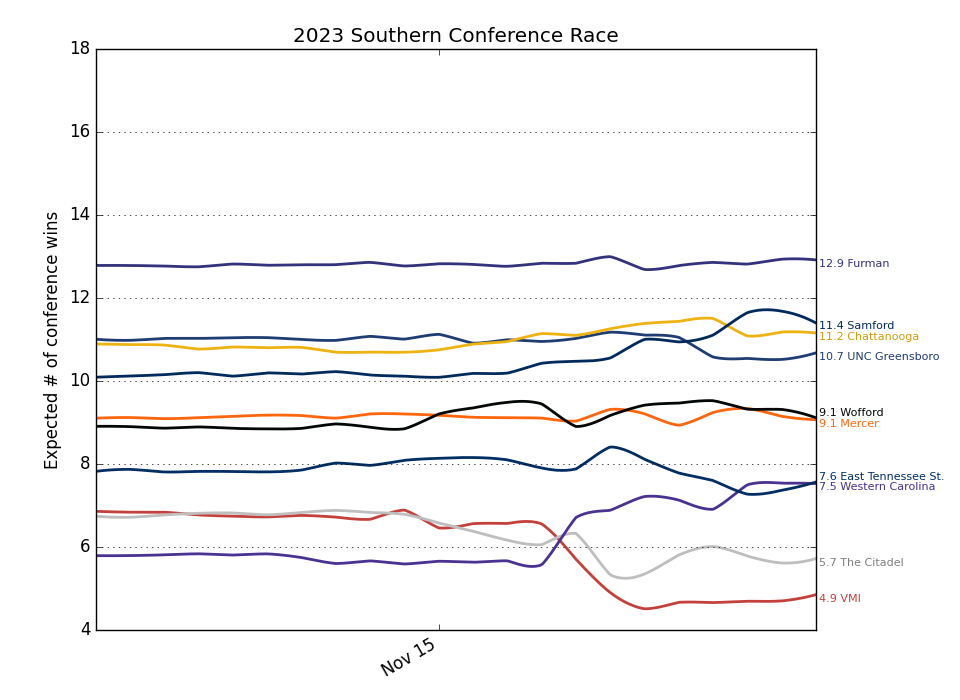 2023 Southern Conference Race
Expected # of conference wins
18
16
14
12
10
8
6
4
Nov 15
12.9 Furman
11.4 Samford
11.2 Chattanooga
10.7 UNC Greensboro
9.1 Wofford
9.1 Mercer
7.6 East Tennessee St.
7.5 Western Carolina
5.7 The Citadel
4.9 VMI